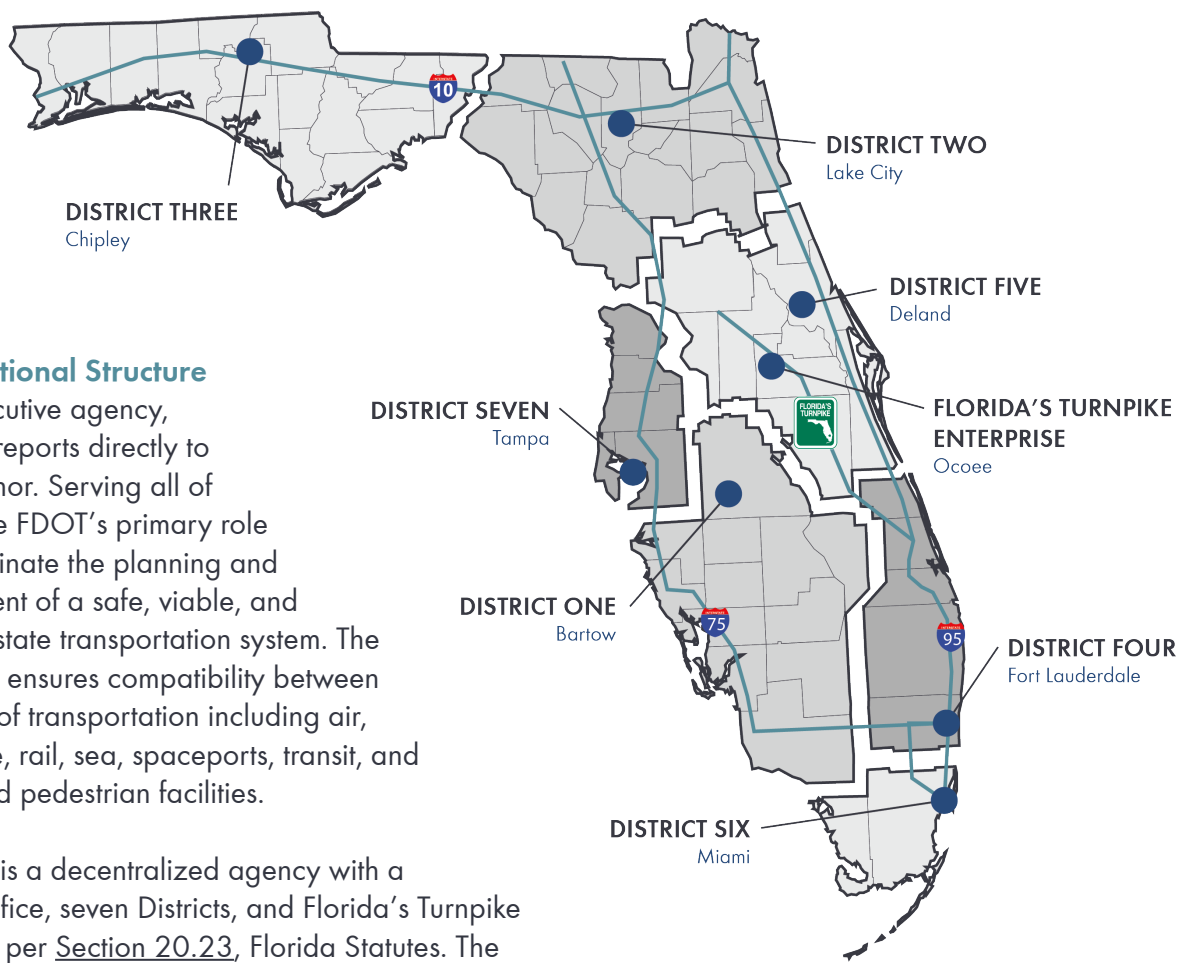 10
DISTRICT TWO
Lake City
DISTRICT THREE
Chipley
DISTRICT FIVE
Deland
tional Structure
cutive agency,
reports directly to
nor. Serving all of
e FDOT’s primary role
inate the planning and
ent of a safe, viable, and
state transportation system. The
ensures compatibility between
of transportation including air,
e, rail, sea, spaceports, transit, and
d pedestrian facilities.
is a decentralized agency with a
fice, seven Districts, and Florida’s Turnpike
per Section 20.23, Florida Statutes. The
DISTRICT SEVEN
Tampa
FLORIDA'S
TURNPIKE
FLORIDA’S TURNPIKE
ENTERPRISE
Ocoee
DISTRICT ONE
Bartow
75
95
DISTRICT FOUR
Fort Lauderdale
DISTRICT SIX
Miami